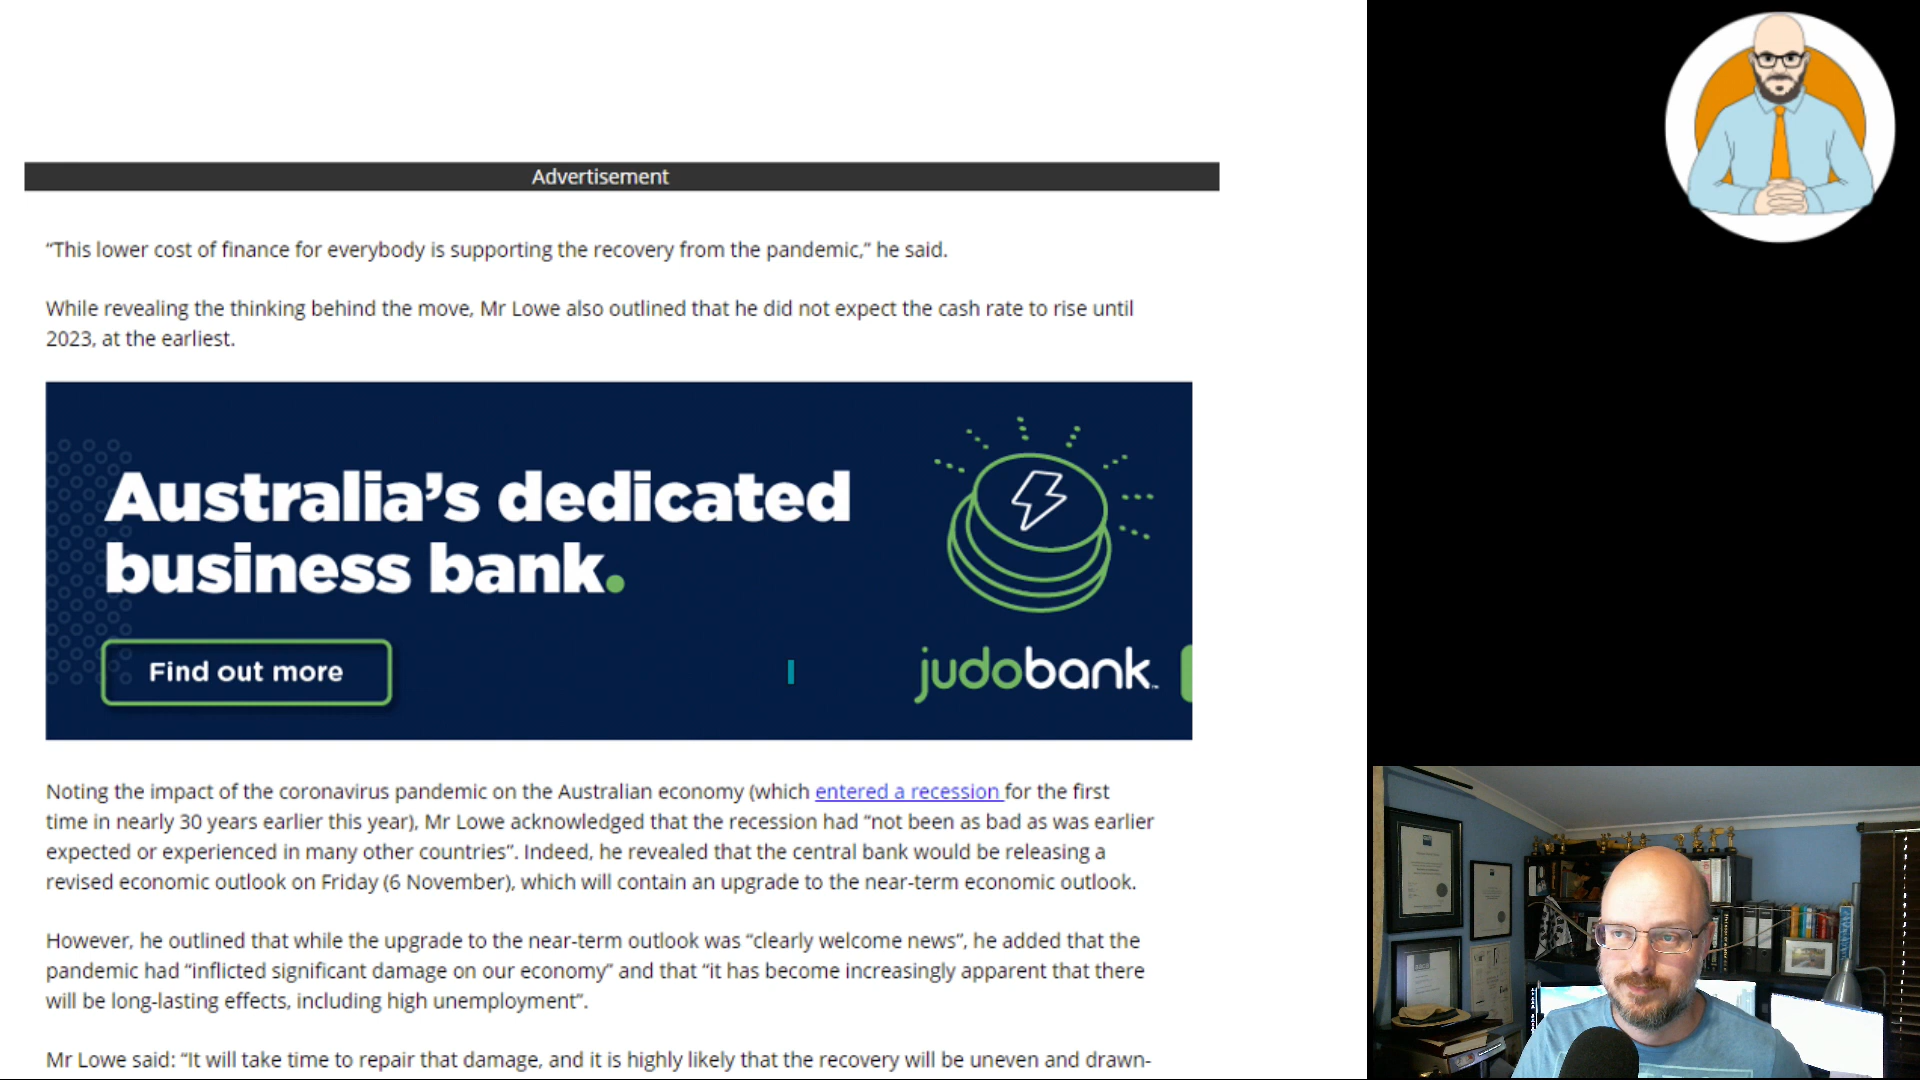 Advertisement
“This lower cost of finance for everybody is supporting the recovery from the pandemic,” he said.
While revealing the thinking behind the move, Mr Lowe also outlined that he did not expect the cash rate to rise until
2023, at the earliest.
Australia’s dedicated
business bank.
Find out more
judobank
Noting the impact of the coronavirus pandemic on the Australian economy (which entered a recession for the first
time in nearly 30 years earlier this year), Mr Lowe acknowledged that the recession had “not been as bad as was earlier
expected or experienced in many other countries”. Indeed, he revealed that the central bank would be releasing a
revised economic outlook on Friday (6 November), which will contain an upgrade to the near-term economic outlook.
However, he outlined that while the upgrade to the near-term outlook was “clearly welcome news”, he added that the
pandemic had “inflicted significant damage on our economy” and that “it has become increasingly apparent that there
will be long-lasting effects, including high unemployment”.
Mr Lowe said: “It will take time to repair that damage, and it is highly likely that the recovery will be uneven and drawn-